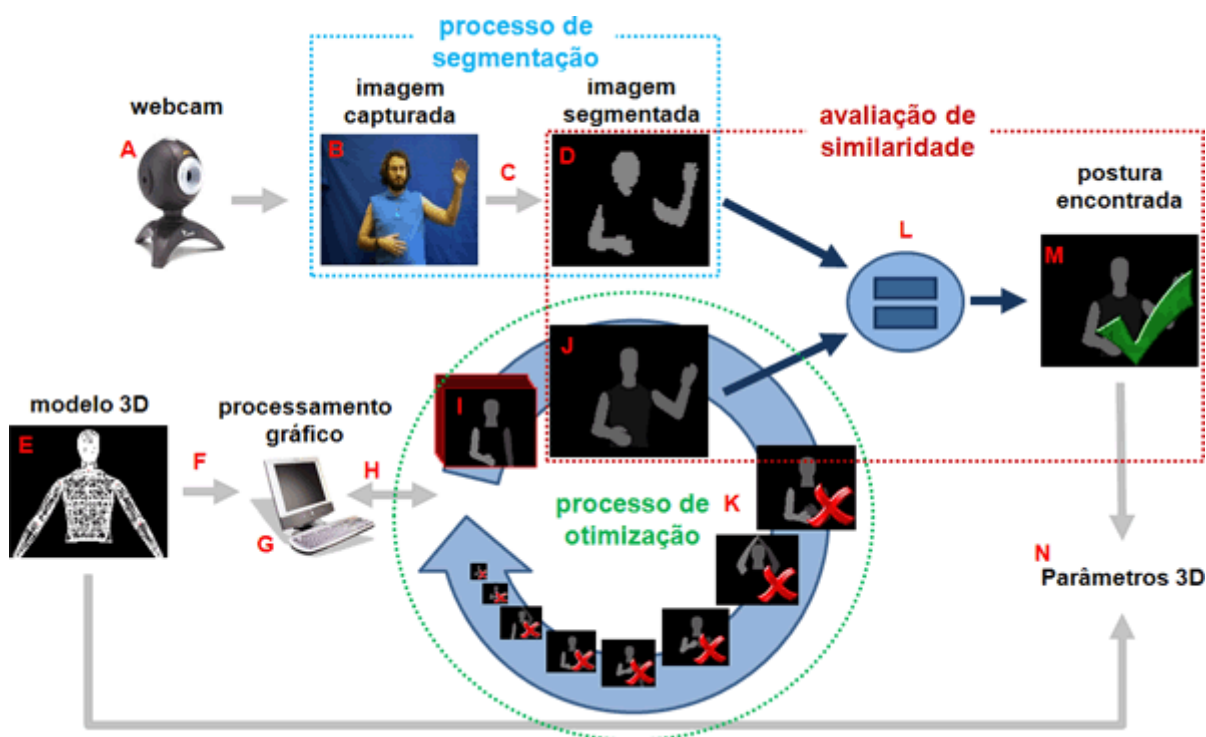 processo de
segmentação
webcam
imagem
capturada
imagem
segmentada
avaliação de
similaridade
A
B
C
D
postura
encontrada
L
M
modelo 3D
processamento
gráfico
E
F
G
H
I
J
processo de
otimização
K
N
Parâmetros 3D